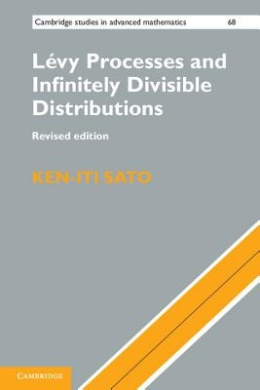 Cambridge studies in advanced mathematics 68
Lévy Processes and
Infinitely Divisible
Distributions
Revised edition
KEN-ITI SATO
CAMBRIDGE